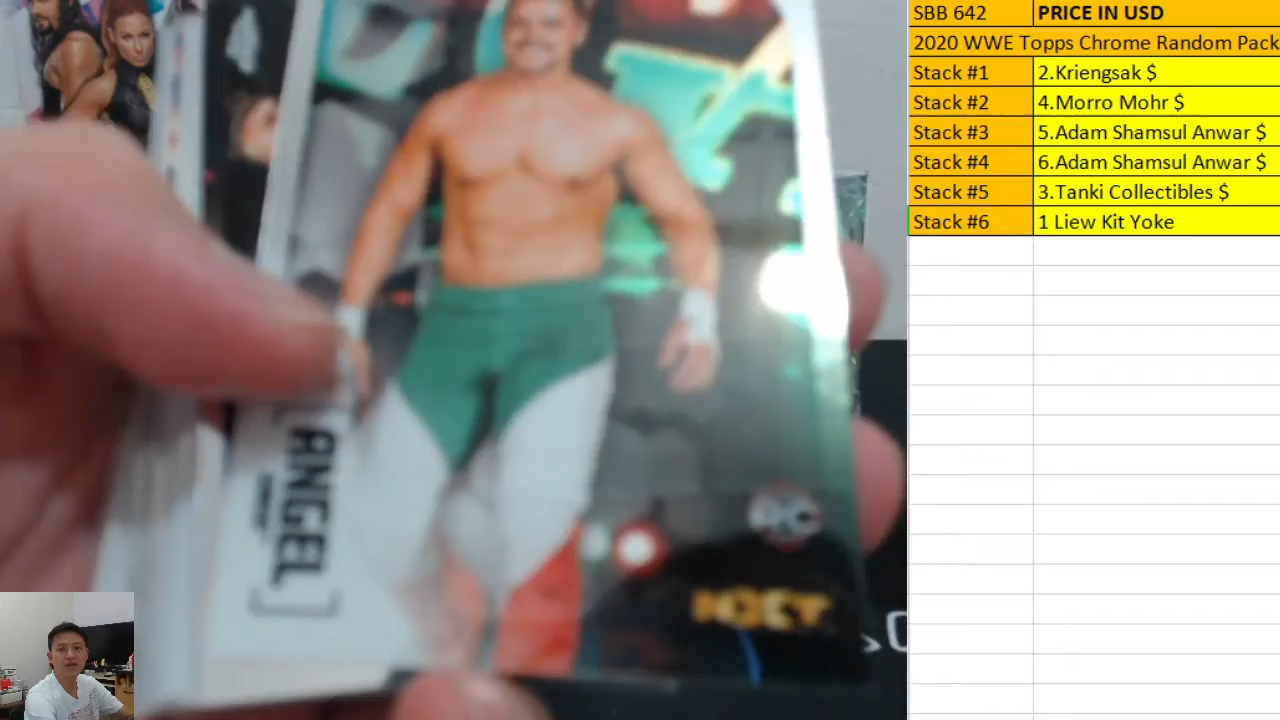 SBB 642 PRICE IN USD
2020 WWE Topps Chrome Random Pack
Stack #1 2.Kriengsak $
Stack #2 4.Morro Mohr $
Stack #3 5.Adam Shamsul Anwar $
Stack #4 6.Adam Shamsul Anwar $
Stack #5 3.Tanki Collectibles $
Stack #6 1 Liew Kit Yoke
[ANGEL]
RC
NXT